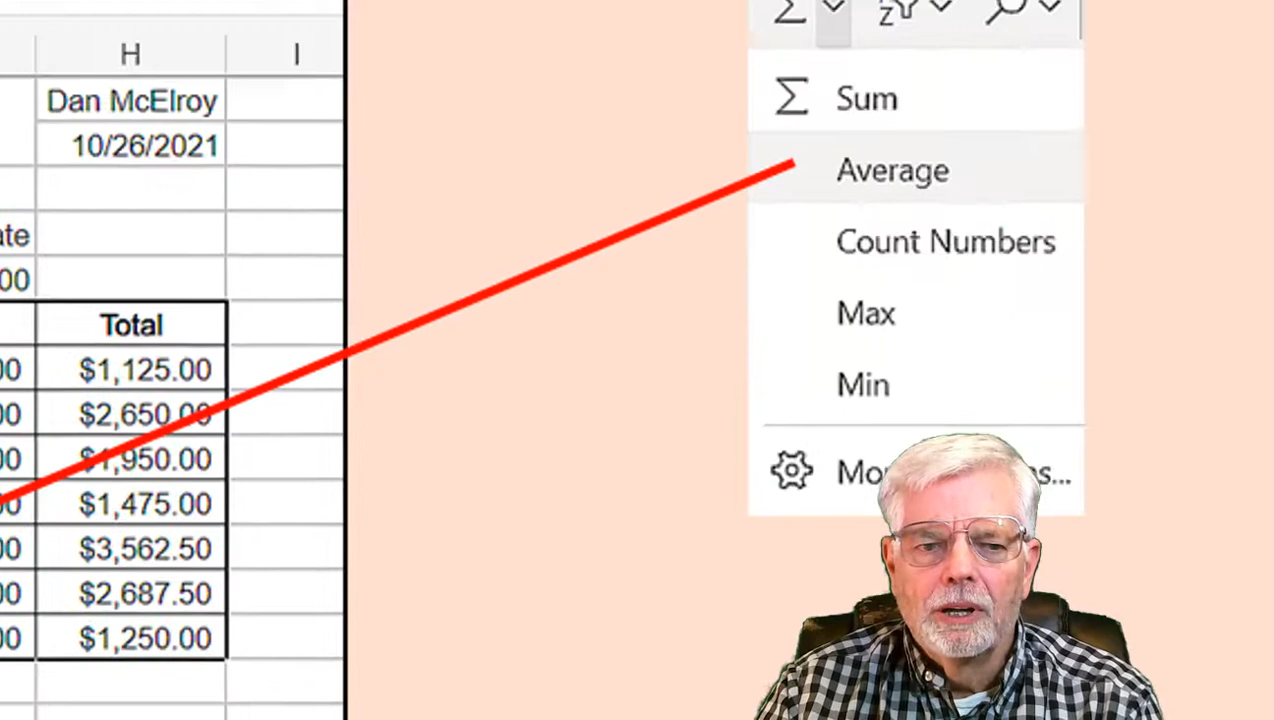 H I
Dan McElroy
10/26/2021
ate
00
Total
00 $1,125.00
00 $2,650.00
00 $1,950.00
00 $1,475.00
00 $3,562.50
00 $2,687.50
00 $1,250.00
Σ
Z
Σ Sum
Average
Count Numbers
Max
Min